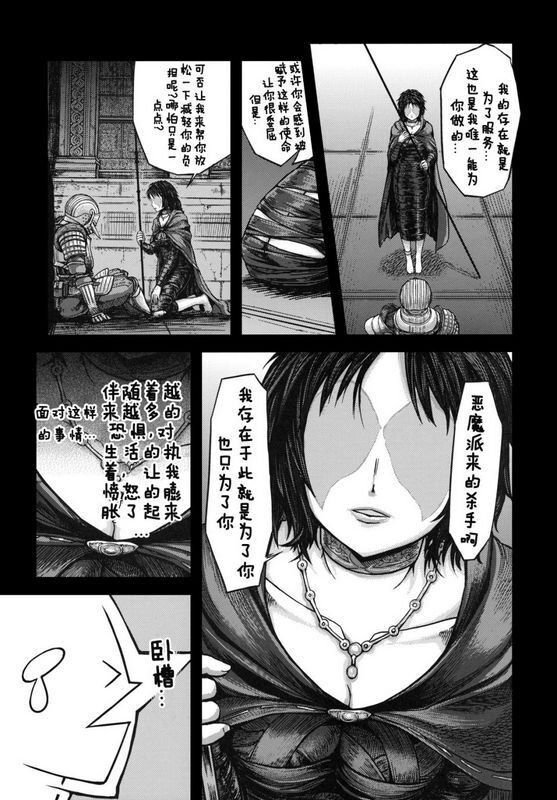 我的存在就是
为了服务…
这也是我唯一能为
你做的…
或许你会感到被
赋予这样的使命
让你很委屈
但是…
可否让我来帮你放
松一下减轻你的负
担呢?哪怕只是一
点点?
恶魔派来的杀手啊
我存在于此就是为了你
也只为了你
伴随着越
来越多的
恐惧,对
生活的执
着,让我
愤怒的膨
胀了起来…
面对这样
的事情…
卧槽…